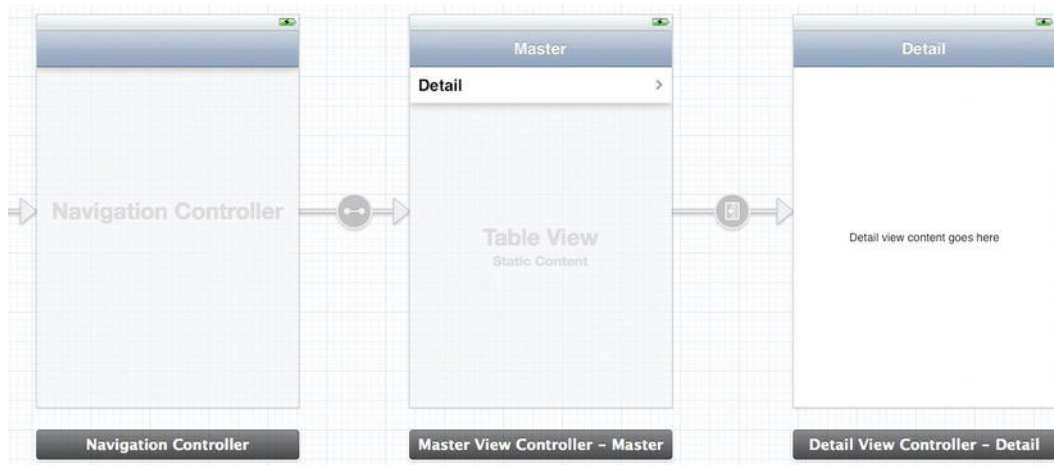 Navigation Controller
Navigation Controller
Master
Detail
Table View
Static Content
Master View Controller – Master
Detail
Detail view content goes here
Detail View Controller – Detail